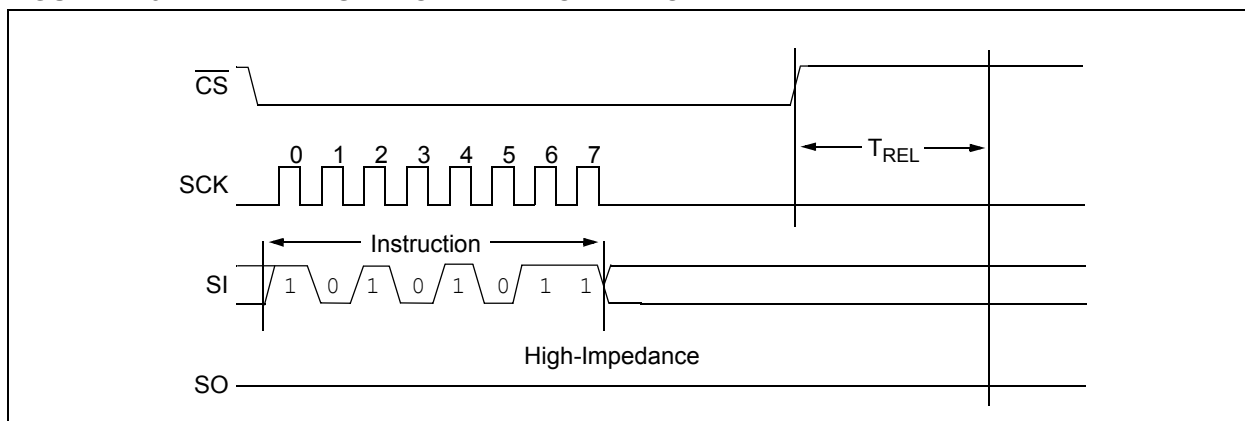 CS
T_REL
0 1 2 3 4 5 6 7
SCK
Instruction
SI 1 0 1 0 1 0 1 1
High-Impedance
SO